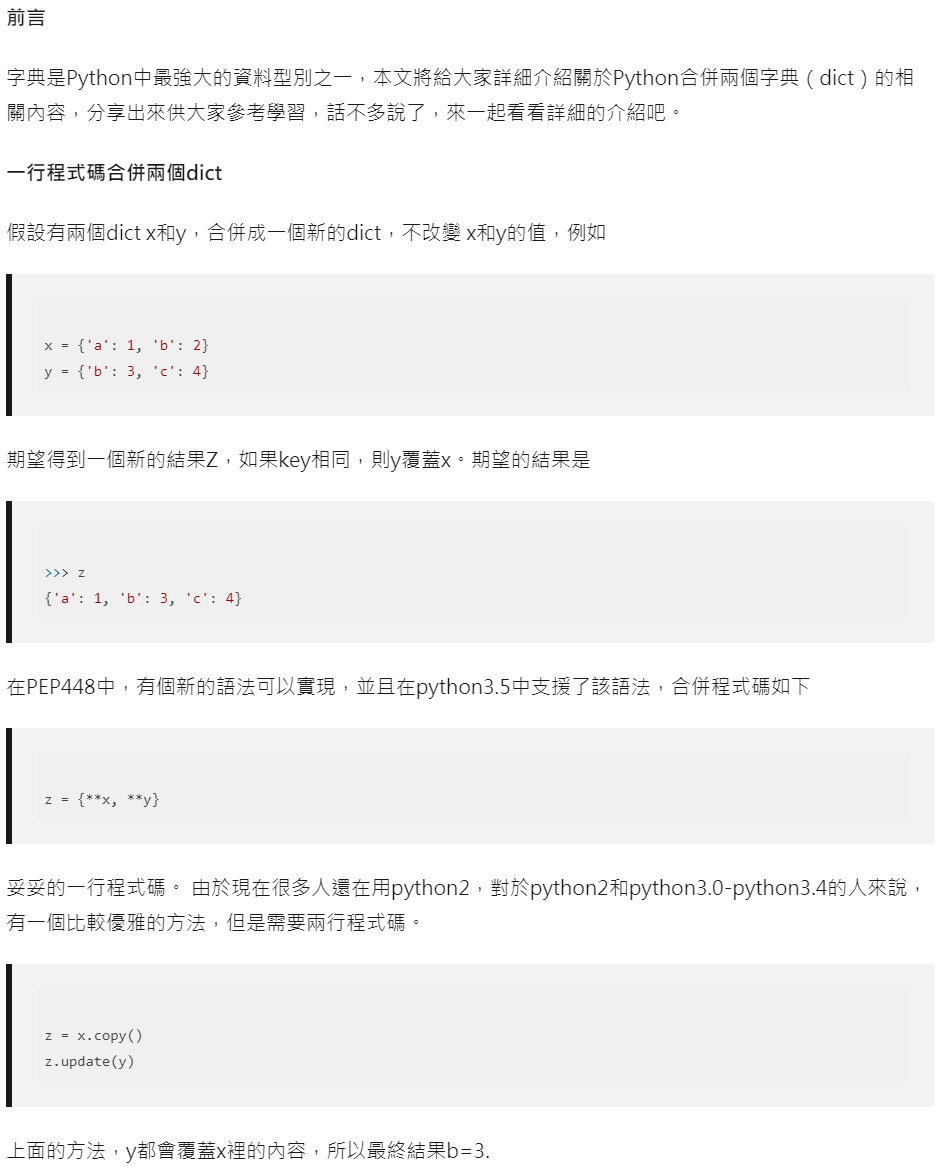 前言
字典是Python中最強大的資料型別之一，本文將給大家詳細介紹關於Python合併兩個字典（dict）的相
關內容，分享出來供大家參考學習，話不多說了，來一起看看詳細的介紹吧。
一行程式碼合併兩個dict
假設有兩個dict x和y，合併成一個新的dict，不改變 x和y的值，例如
x = {'a': 1, 'b': 2}
y = {'b': 3, 'c': 4}
期望得到一個新的結果Z，如果key相同，則y覆蓋x。期望的結果是
>>> z
{'a': 1, 'b': 3, 'c': 4}
在PEP448中，有個新的語法可以實現，並且在python3.5中支援了該語法，合併程式碼如下
z = {**x, **y}
妥妥的一行程式碼。 由於現在很多人還在用python2，對於python2和python3.0-python3.4的人來說，
有一個比較優雅的方法，但是需要兩行程式碼。
z = x.copy()
z.update(y)
上面的方法，y都會覆蓋x裡的內容，所以最終結果b=3.